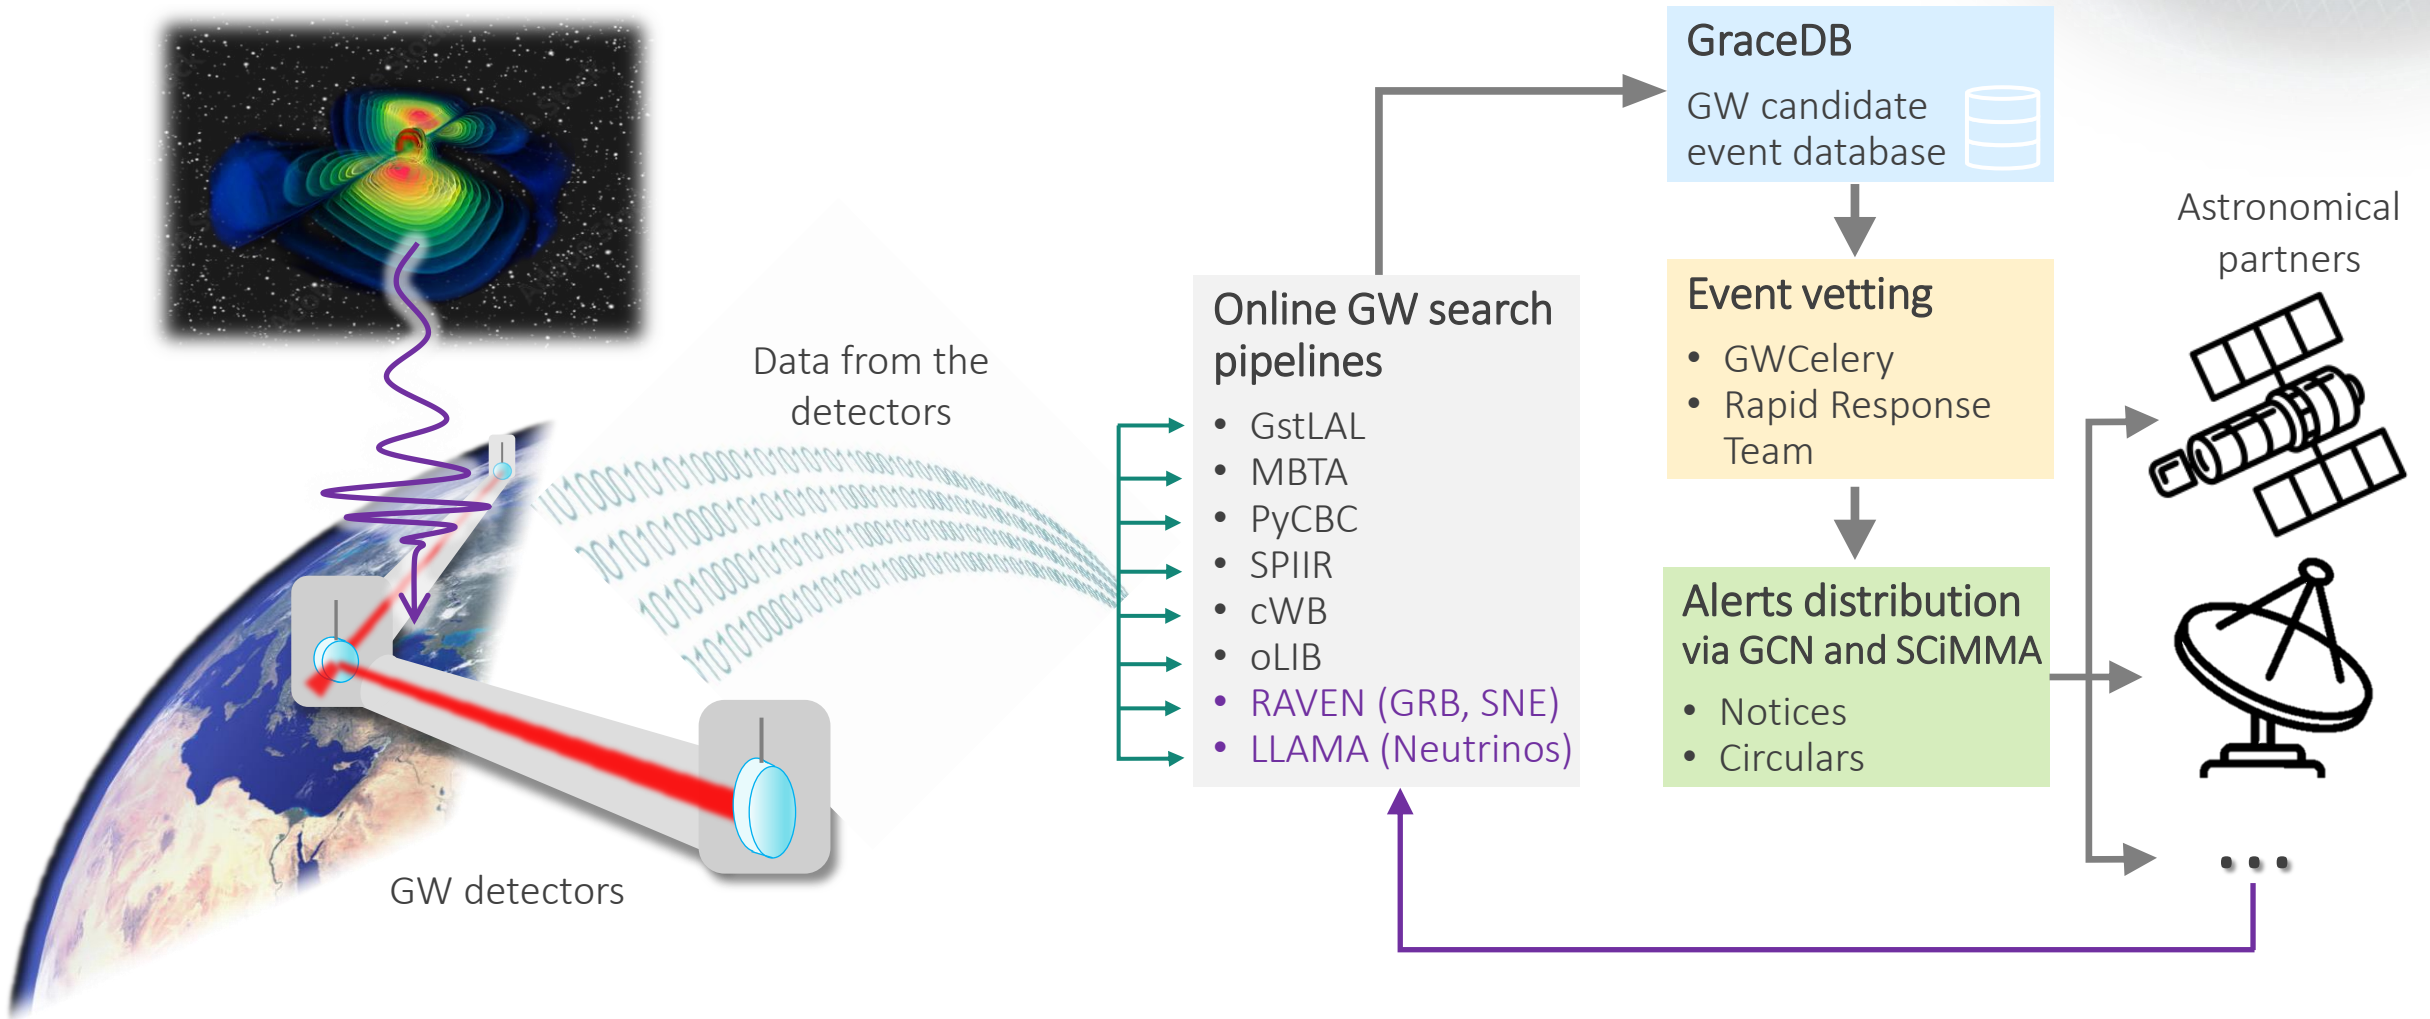 Data from the
detectors
GW detectors
Online GW search
pipelines
• GstLAL
• MBTA
• PyCBC
• SPIIR
• cWB
• oLIB
• RAVEN (GRB, SNE)
• LLAMA (Neutrinos)
GraceDB
GW candidate
event database
Event vetting
• GWCelery
• Rapid Response
Team
Alerts distribution
via GCN and SCiMMA
• Notices
• Circulars
Astronomical
partners
...